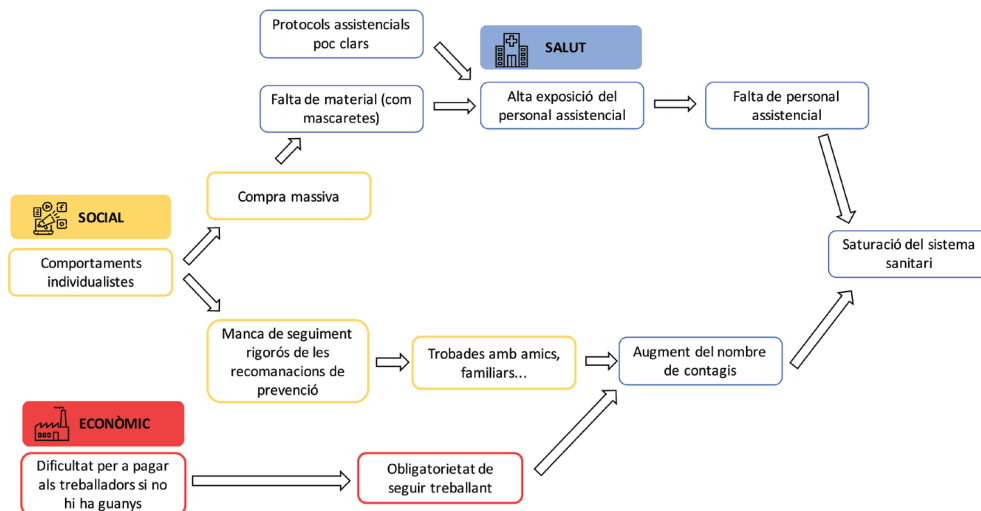 Protocols assistencials
poc clars
SALUT
Falta de material (com
mascaretes)
Alta exposició del
personal assistencial
Falta de personal
assistencial
Compra massiva
SOCIAL
Comportaments
individualistes
Saturació del sistema
sanitari
Manca de seguiment
rigorós de les
recomanacions de
prevenció
Trobades amb amics,
familiars...
Augment del nombre
de contagis
ECONÒMIC
Dificultat per a pagar
als treballadors si no
hi ha guanys
Obligatorietat de
seguir treballant